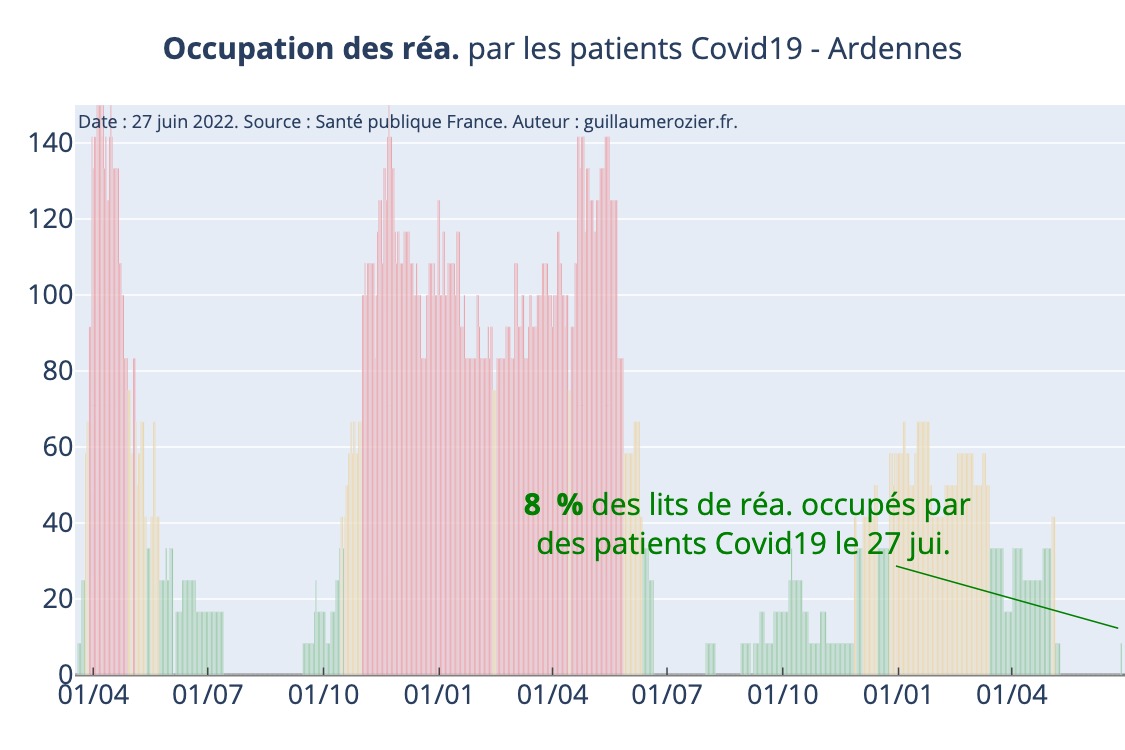 Occupation des réa. par les patients Covid19 - Ardennes
Date : 27 juin 2022. Source : Santé publique France. Auteur : guillaumerozier.fr.
140
120
100
80
60
40
20
0
8 % des lits de réa. occupés par
des patients Covid19 le 27 jui.
01/04 01/07 01/10 01/01 01/04 01/07 01/10 01/01 01/04